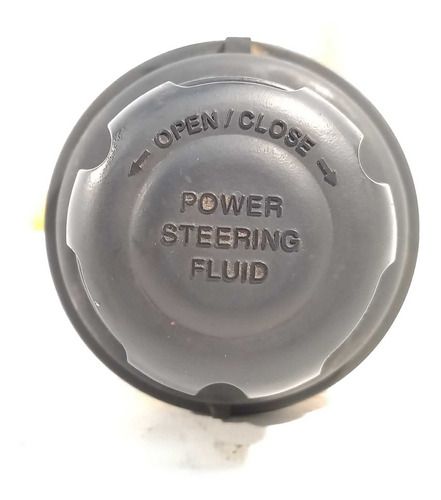 ← OPEN / CLOSE →
POWER
STEERING
FLUID